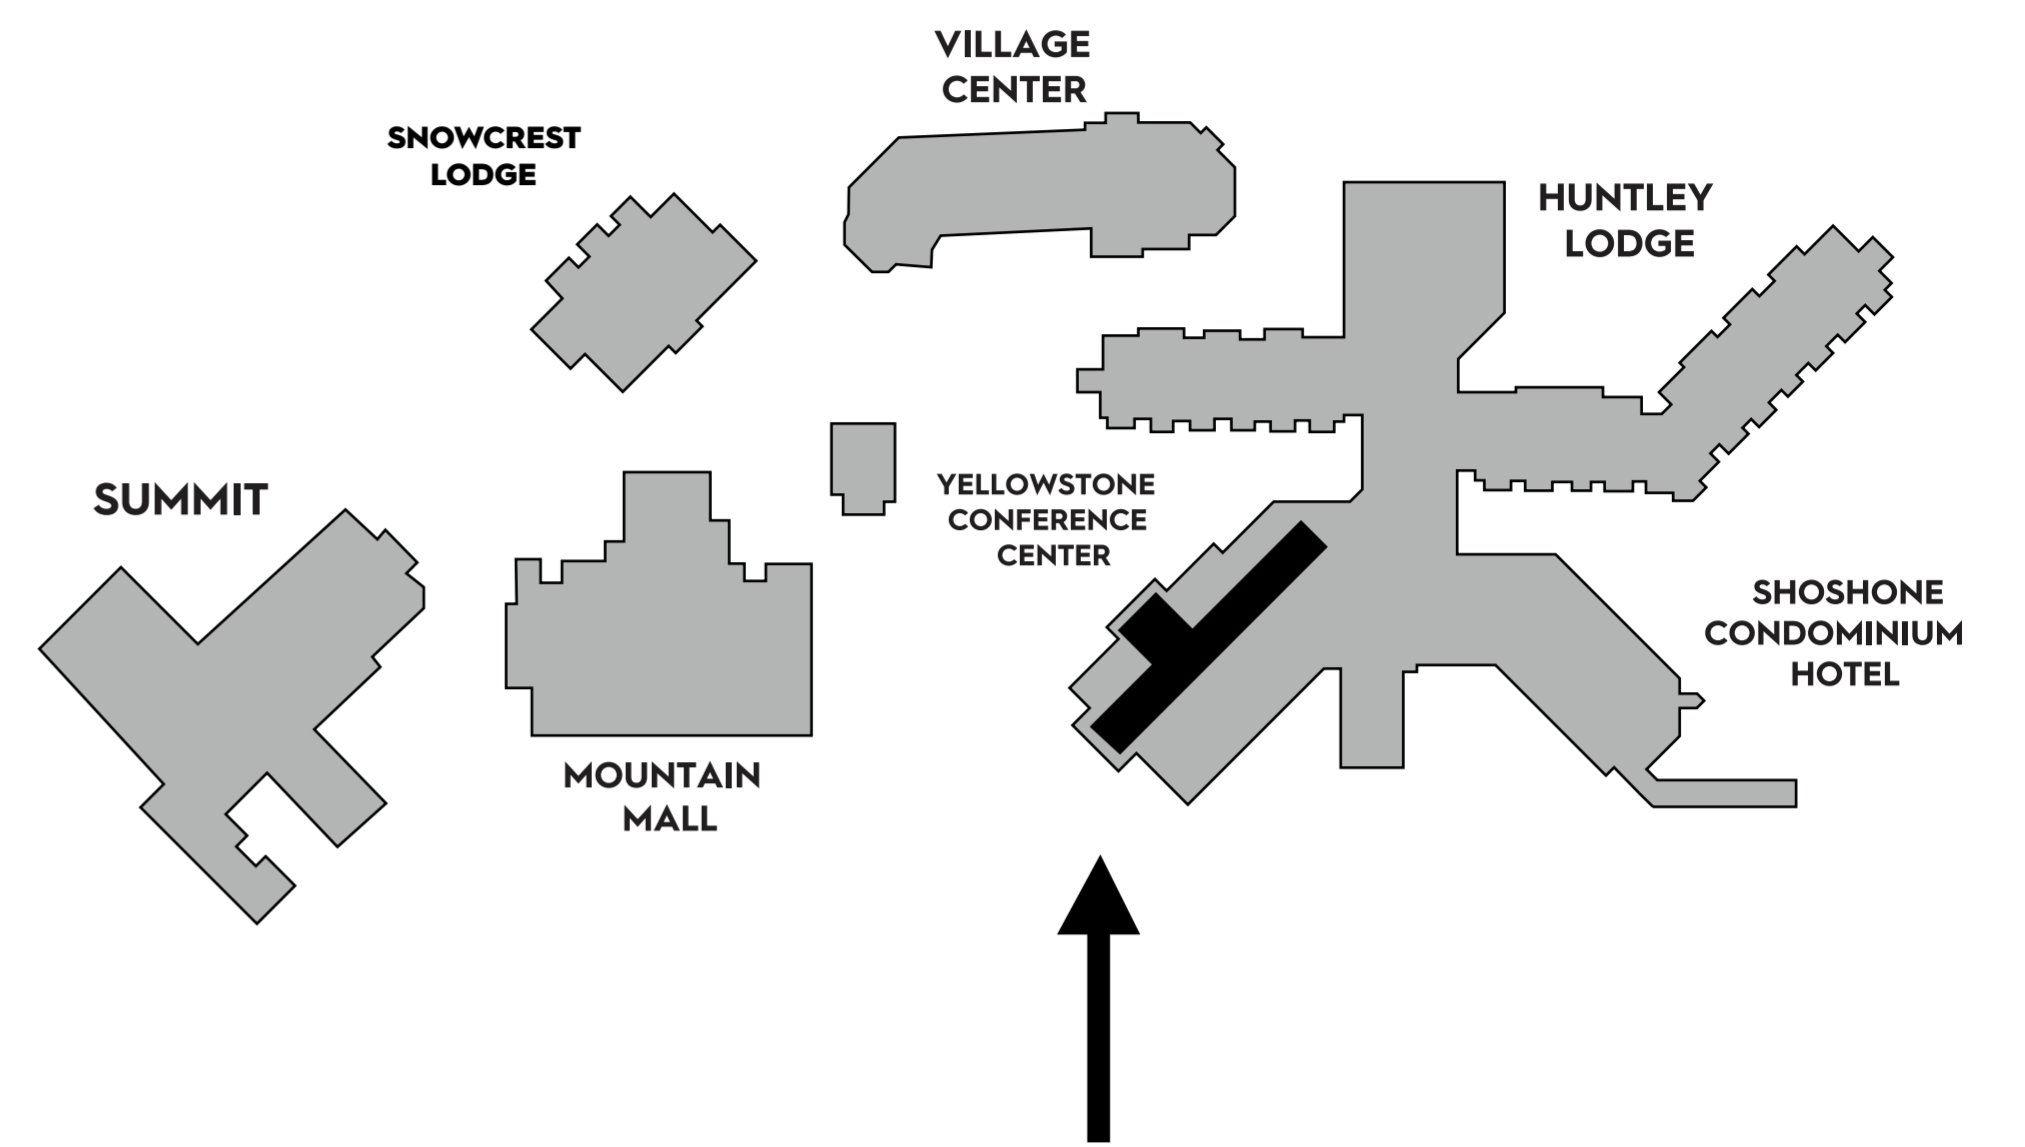 VILLAGE
CENTER
SNOWCREST
LODGE
HUNTLEY
LODGE
SUMMIT
YELLOWSTONE
CONFERENCE
CENTER
SHOSHONE
CONDOMINIUM
HOTEL
MOUNTAIN
MALL